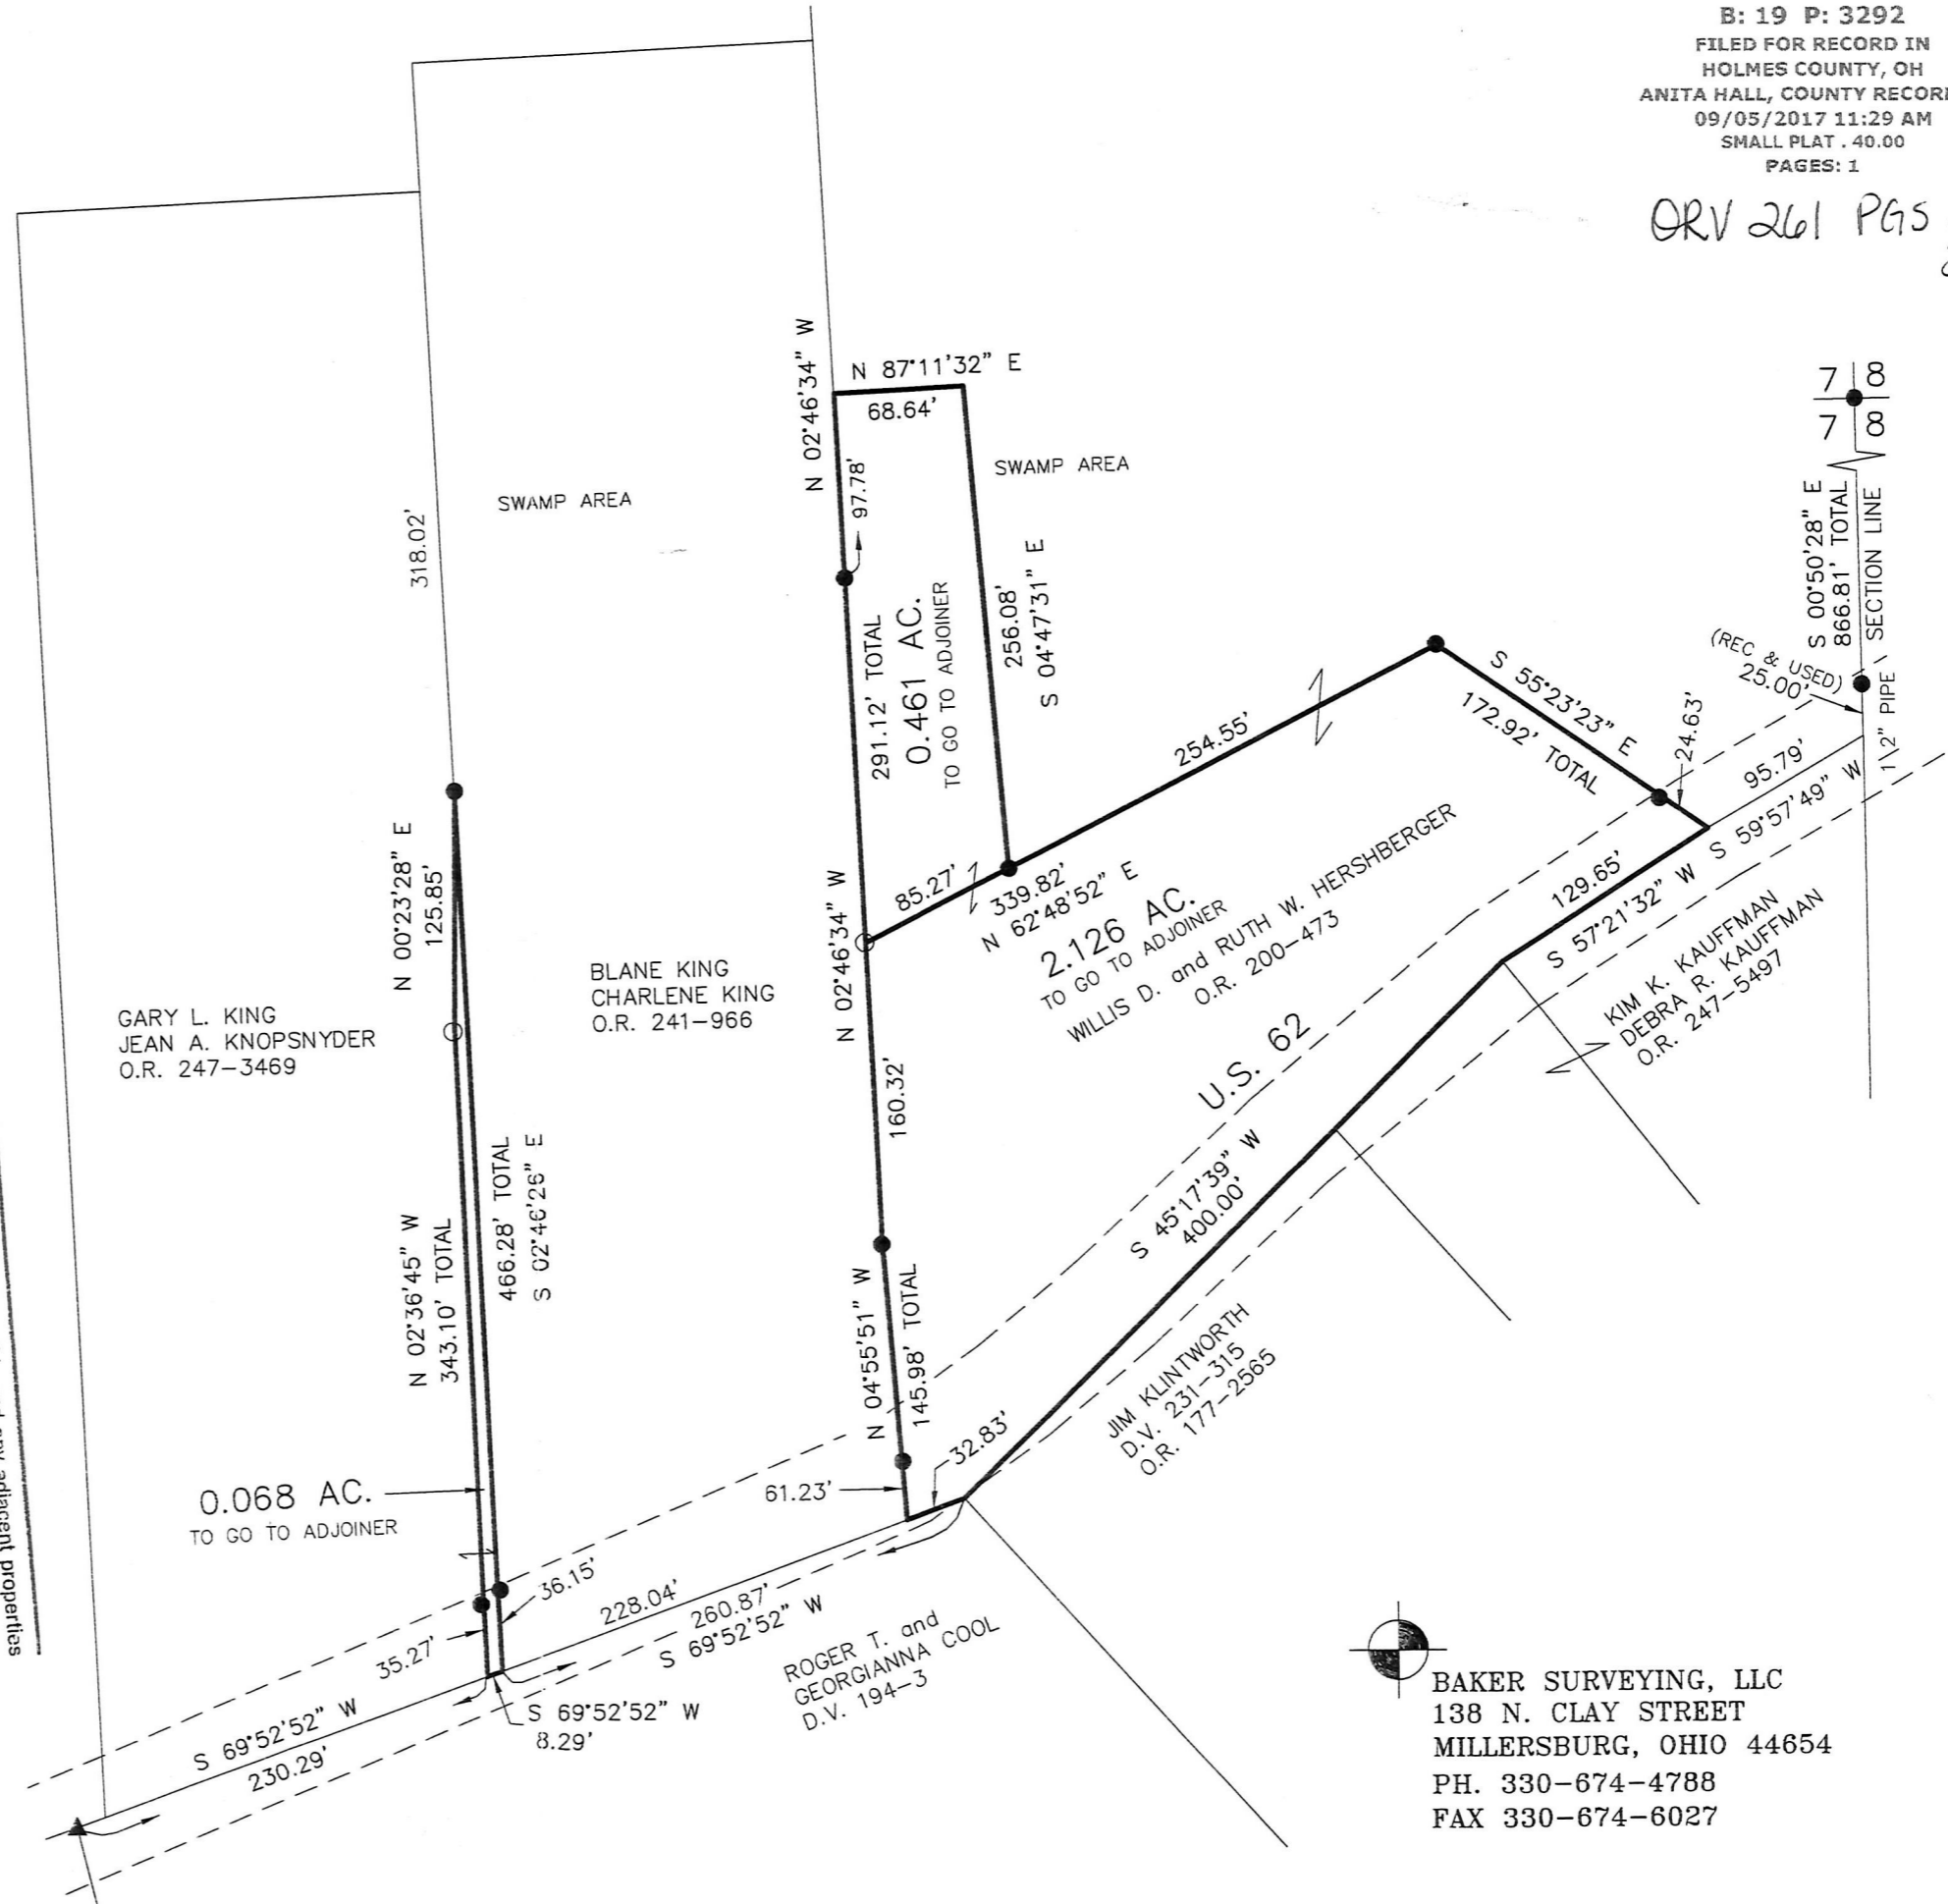 B: 19 P: 3292
FILED FOR RECORD IN
HOLMES COUNTY, OH
ANITA HALL, COUNTY
09/05/2017 11:29 AM
SMALL PLAT . 40.00
PAGES: 1
ORV 261 PGS
7 8
7 8
S 00°50'28" E
866.81' TOTAL
SECTION LINE
(REC & USED)
25.00'
1/2" PIPE
N 02°46'34" W
N 87°11'32" E
68.64'
97.78'
SWAMP AREA
SWAMP AREA
318.02'
291.12' TOTAL
0.461 AC.
TO GO TO ADJOINER
256.08'
S 04°47'31" E
S 55°23'23" E
172.92' TOTAL
24.63'
254.55'
95.79'
S 59°57'49" W
129.65'
S 57°21'32" W
85.27'
339.82'
N 62°48'52" E
2.126 AC.
TO GO TO ADJOINER
WILLIS D. and RUTH W. HERSHBERGER
O.R. 200-473
KIM K. KAUFFMAN
DEBRA R. KAUFFMAN
O.R. 247-5497
N 00°23'28" E
125.85'
N 02°46'34" W
160.32'
BLANE KING
CHARLENE KING
O.R. 241-966
GARY L. KING
JEAN A. KNOPSNYDER
O.R. 247-3469
U.S. 62
S 45°17'39" W
400.00'
N 02°36'45" W
343.10' TOTAL
466.28' TOTAL
S 02°46'26" E
N 04°55'51" W
145.98' TOTAL
JIM KLINTWORTH
D.V. 231-315
O.R. 177-2565
32.83'
61.23'
0.068 AC.
TO GO TO ADJOINER
36.15'
35.27'
228.04'
260.87'
S 69°52'52" W
ROGER T. and
GEORGIANNA COOL
D.V. 194-3
S 69°52'52" W
8.29'
S 69°52'52" W
230.29'
adjacent properties
BAKER SURVEYING, LLC
138 N. CLAY STREET
MILLERSBURG, OHIO 44654
PH. 330-674-4788
FAX 330-674-6027